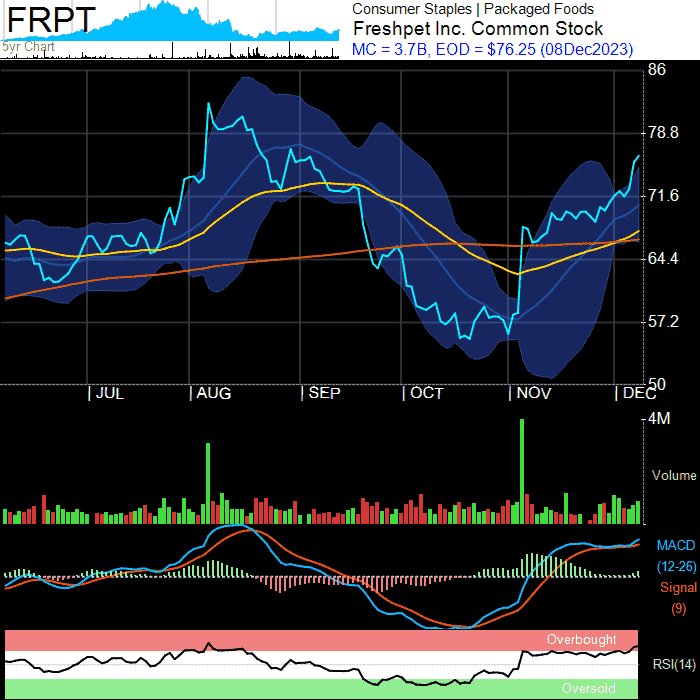 FRPT
5yr Chart
Consumer Staples | Packaged Foods
Freshpet Inc. Common Stock
MC = 3.7B, EOD = $76.25 (08Dec2023)
86
78.8
71.6
64.4
57.2
50
| JUL | AUG | SEP | OCT | NOV | DEC
4M
Volume
MACD
(12-26)
Signal
(9)
Overbought
RSI(14)
Oversold